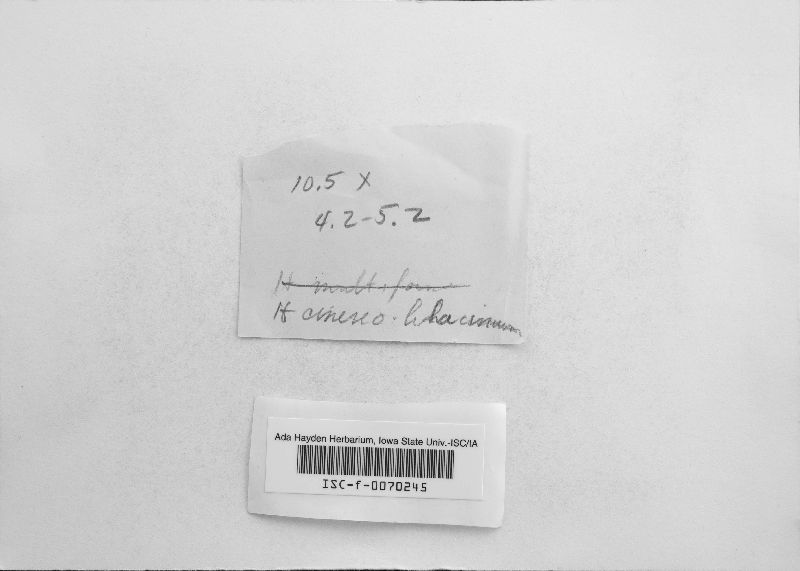 10.5 X
4.2-5.2
H multiforme
H cinereo-lilacinum
Ada Hayden Herbarium, Iowa State Univ.-ISC/IA
ISC-f-0070245